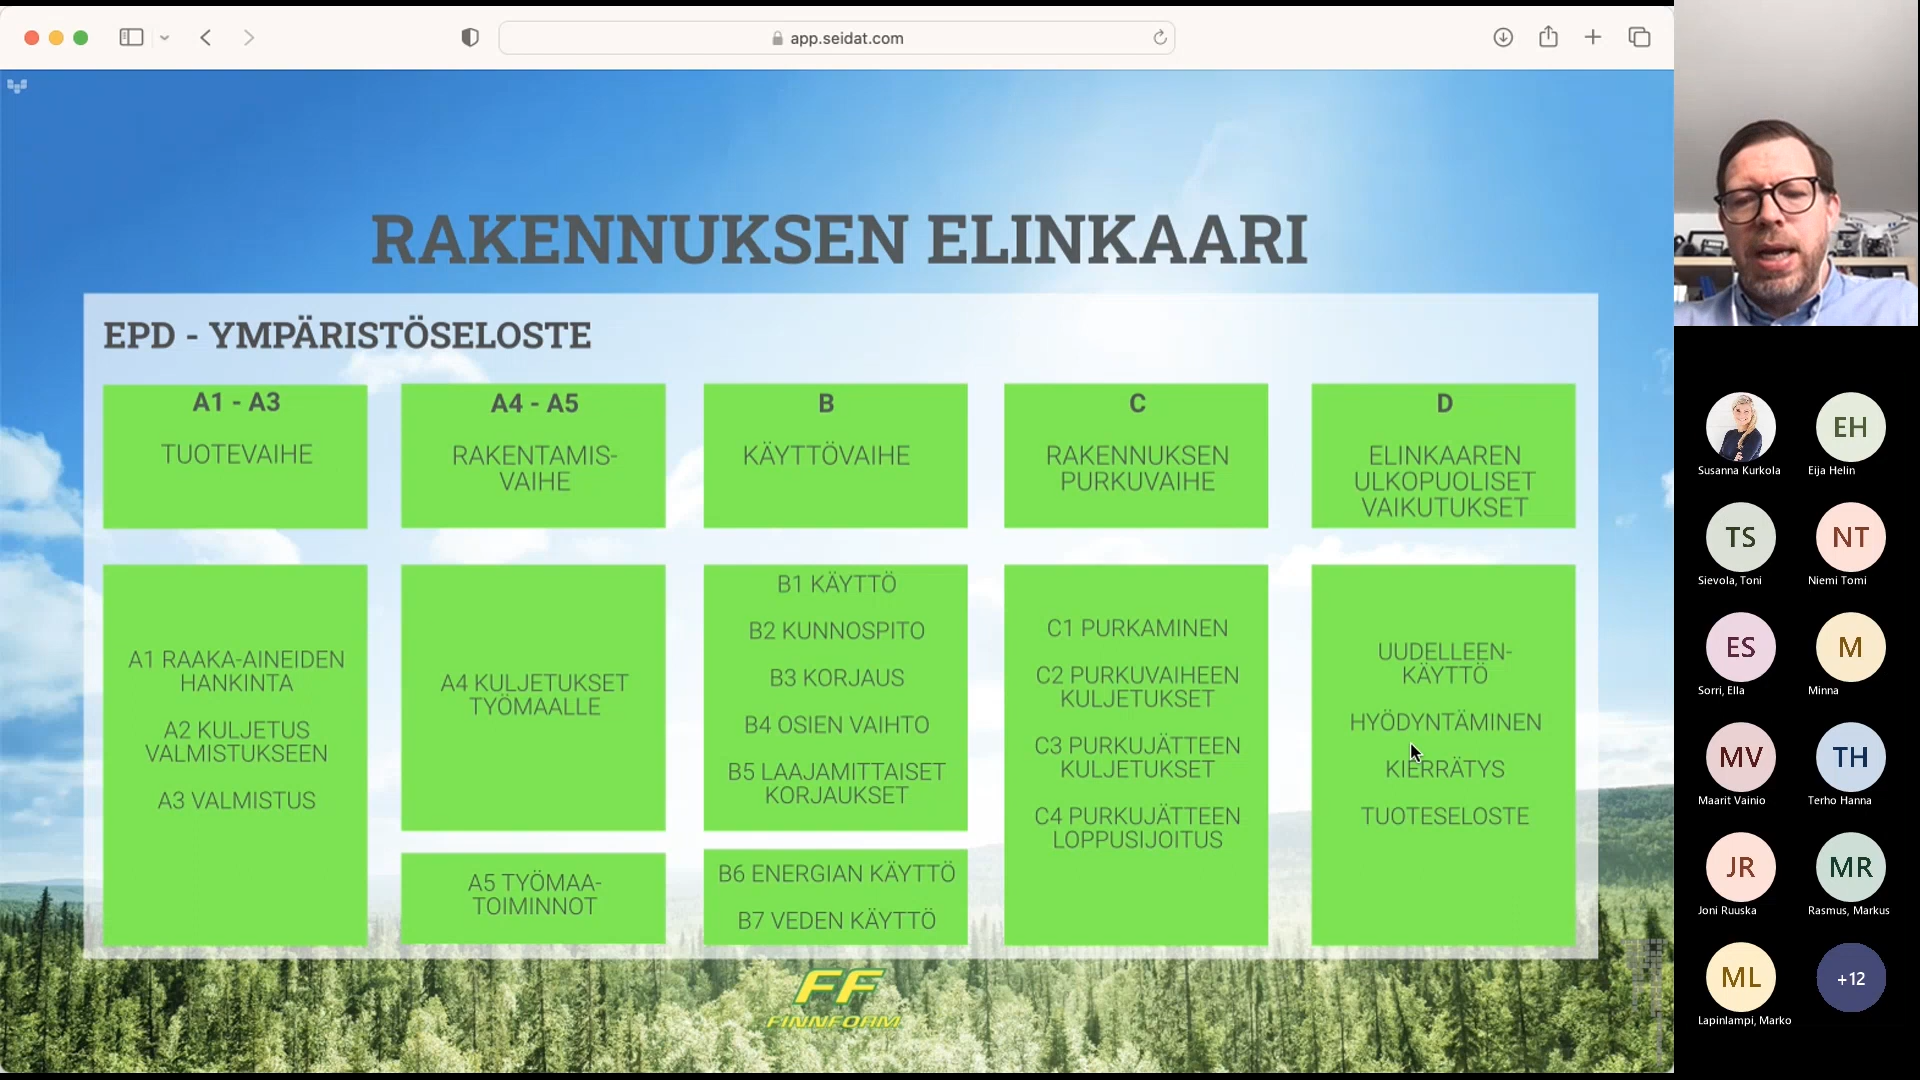 app.seidat.com
RAKENNUKSEN ELINKAARI
EPD - YMPÄRISTÖSELOSTE
A1 - A3
TUOTEVAIHE
A4 - A5
RAKENTAMIS-
VAIHE
B
KÄYTTÖVAIHE
C
RAKENNUKSEN
PURKUVAIHE
D
ELINKAAREN
ULKOPUOLISET
VAIKUTUKSET
A1 RAAKA-AINEIDEN
HANKINTA
A2 KULJETUS
VALMISTUKSEEN
A3 VALMISTUS
A4 KULJETUKSET
TYÖMAALLE
A5 TYÖMAA-
TOIMINNOT
B1 KÄYTTÖ
B2 KUNNOSPITO
B3 KORJAUS
B4 OSIEN VAIHTO
B5 LAAJAMITTAISET
KORJAUKSET
B6 ENERGIAN KÄYTTÖ
B7 VEDEN KÄYTTÖ
C1 PURKAMINEN
C2 PURKUVAIHEEN
KULJETUKSET
C3 PURKUJÄTTEEN
KULJETUKSET
C4 PURKUJÄTTEEN
LOPPUSIJOITUS
UUDELLEEN-
KÄYTTÖ
HYÖDYNTÄMINEN
KIERRÄTYS
TUOTESELOSTE
FF
FINNFOAM
Susanna Kurkola
EH
Eija Helin
TS
Sievola, Toni
NT
Niemi Tomi
ES
Sorri, Ella
M
Minna
MV
Maarit Vainio
TH
Terho Hanna
JR
Joni Ruuska
MR
Rasmus, Markus
ML
Lapinlampi, Marko
+12